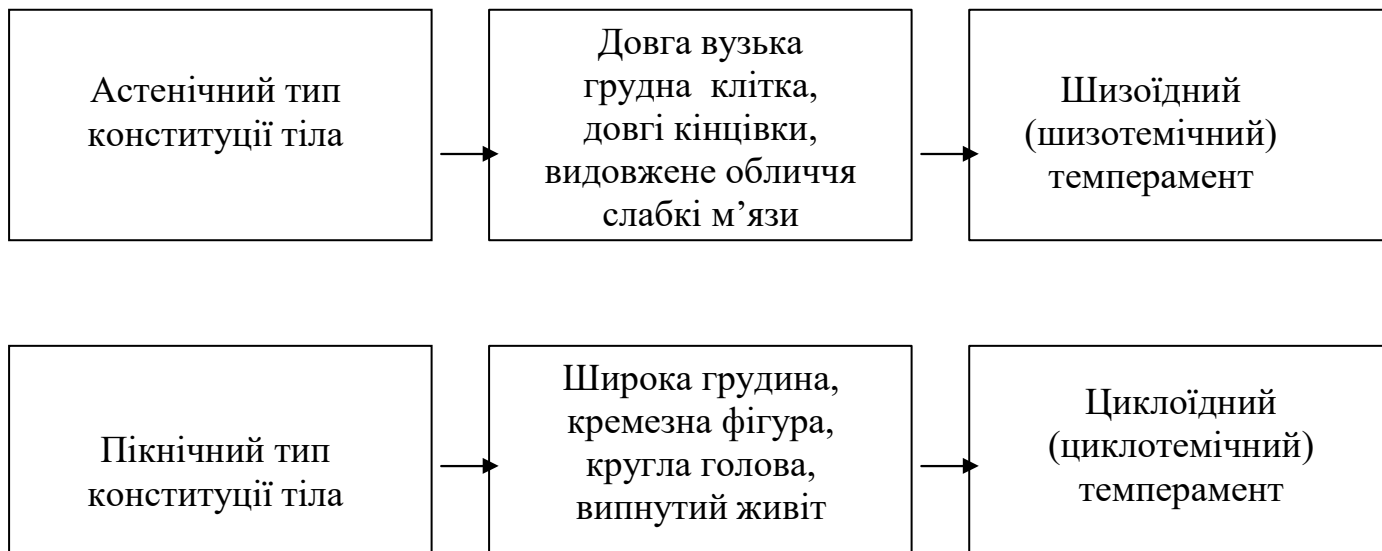 Астенічний тип
конституції тіла
Довга вузька
грудна клітка,
довгі кінцівки,
видовжене обличчя
слабкі м’язи
Шизоїдний
(шизотемічний)
темперамент
Пікнічний тип
конституції тіла
Широка грудина,
кремезна фігура,
кругла голова,
випнутий живіт
Циклоїдний
(циклотемічний)
темперамент